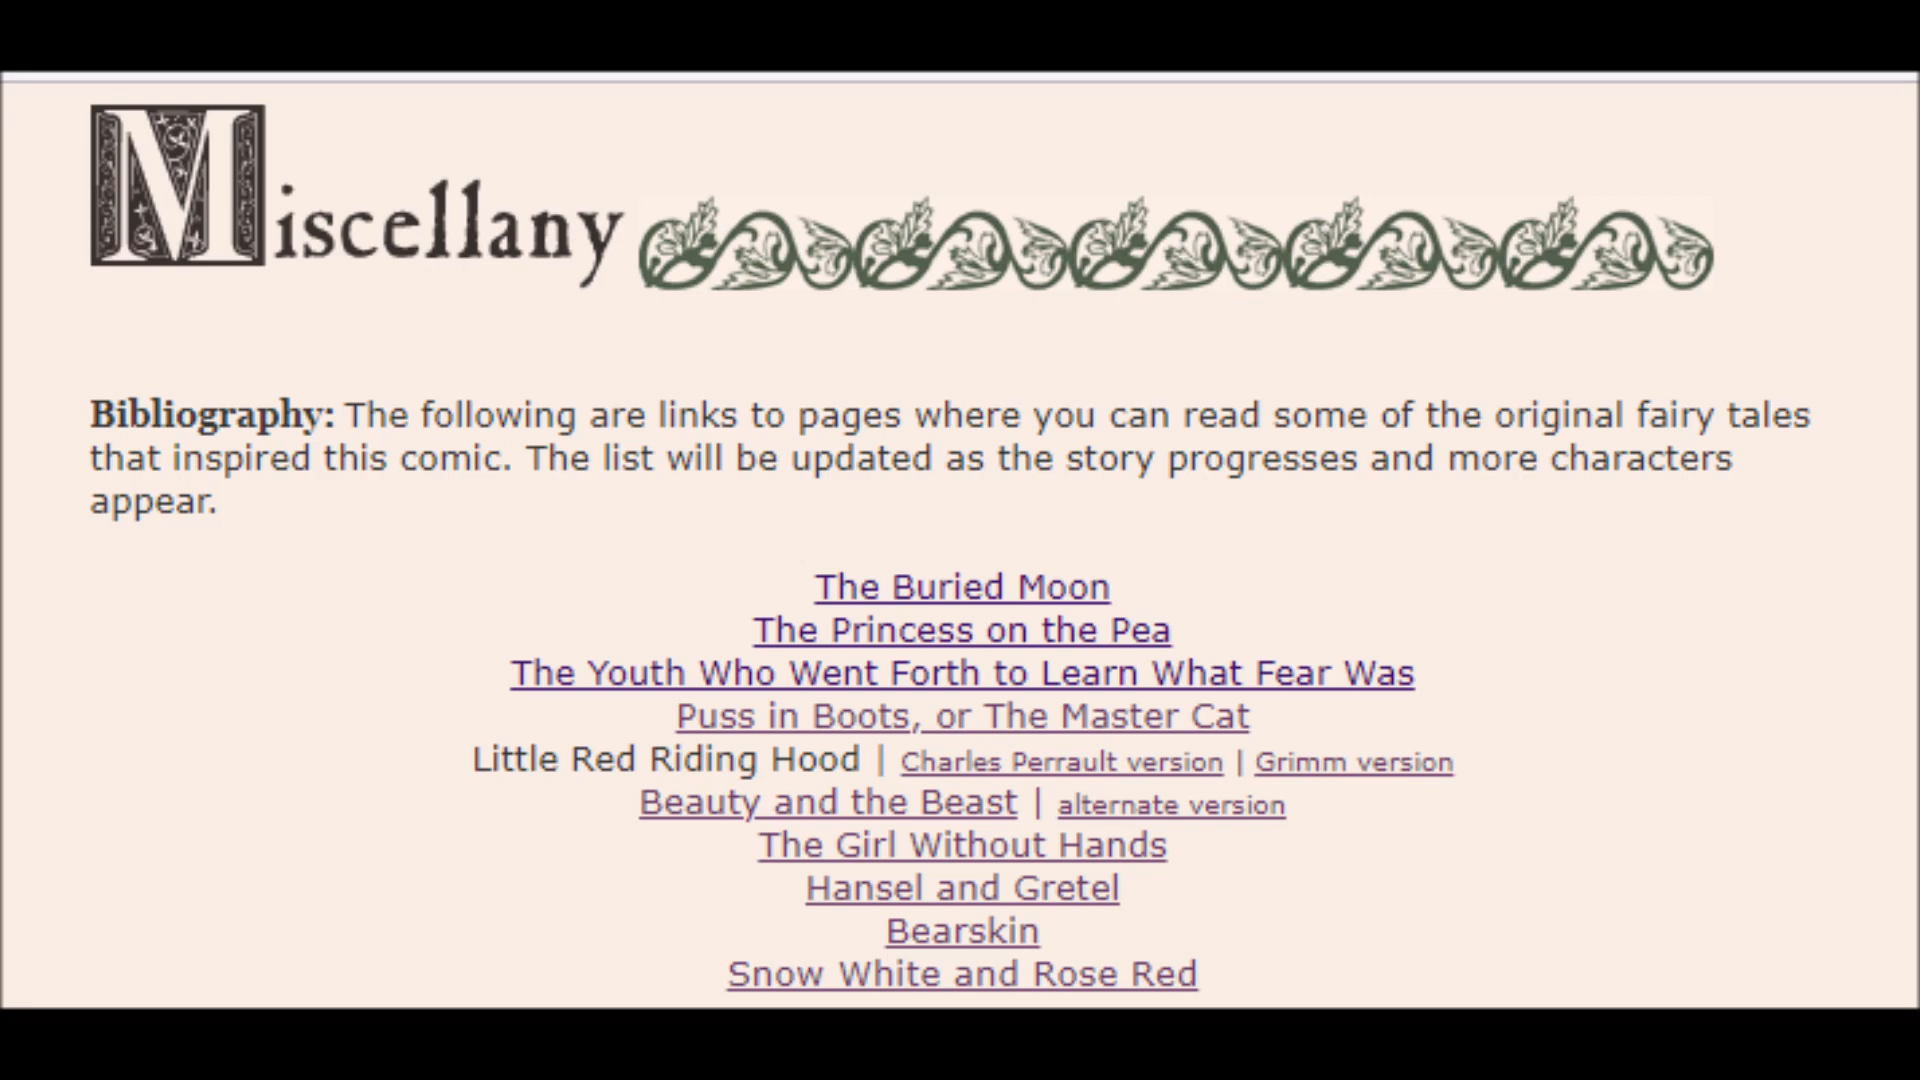 Miscellany
Bibliography: The following are links to pages where you can read some of the original fairy tales
that inspired this comic. The list will be updated as the story progresses and more characters
appear.
The Buried Moon
The Princess on the Pea
The Youth Who Went Forth to Learn What Fear Was
Puss in Boots, or The Master Cat
Little Red Riding Hood | Charles Perrault version | Grimm version
Beauty and the Beast | alternate version
The Girl Without Hands
Hansel and Gretel
Bearskin
Snow White and Rose Red